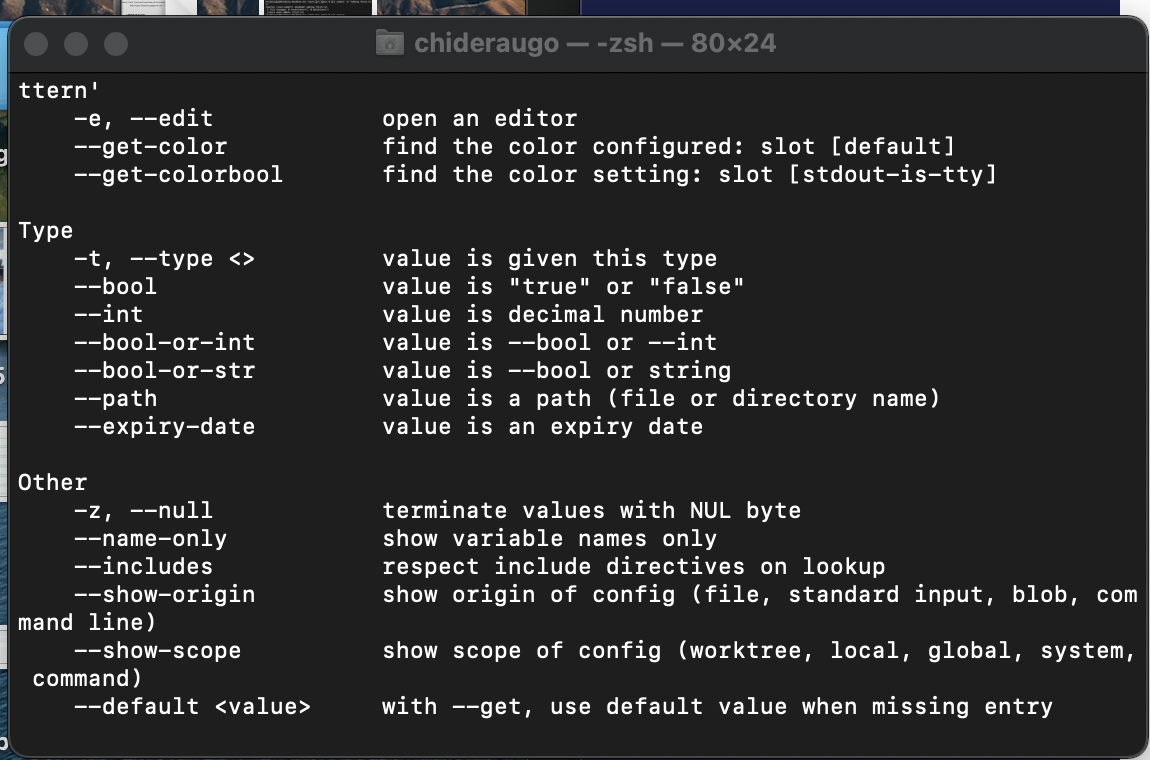 chideraugo — -zsh — 80×24
ttern'
    -e, --edit            open an editor
    --get-color           find the color configured: slot [default]
    --get-colorbool       find the color setting: slot [stdout-is-tty]

Type
    -t, --type <>         value is given this type
    --bool                value is "true" or "false"
    --int                 value is decimal number
    --bool-or-int         value is --bool or --int
    --bool-or-str         value is --bool or string
    --path                value is a path (file or directory name)
    --expiry-date         value is an expiry date

Other
    -z, --null            terminate values with NUL byte
    --name-only           show variable names only
    --includes            respect include directives on lookup
    --show-origin         show origin of config (file, standard input, blob, com
mand line)
    --show-scope          show scope of config (worktree, local, global, system,
 command)
    --default <value>     with --get, use default value when missing entry